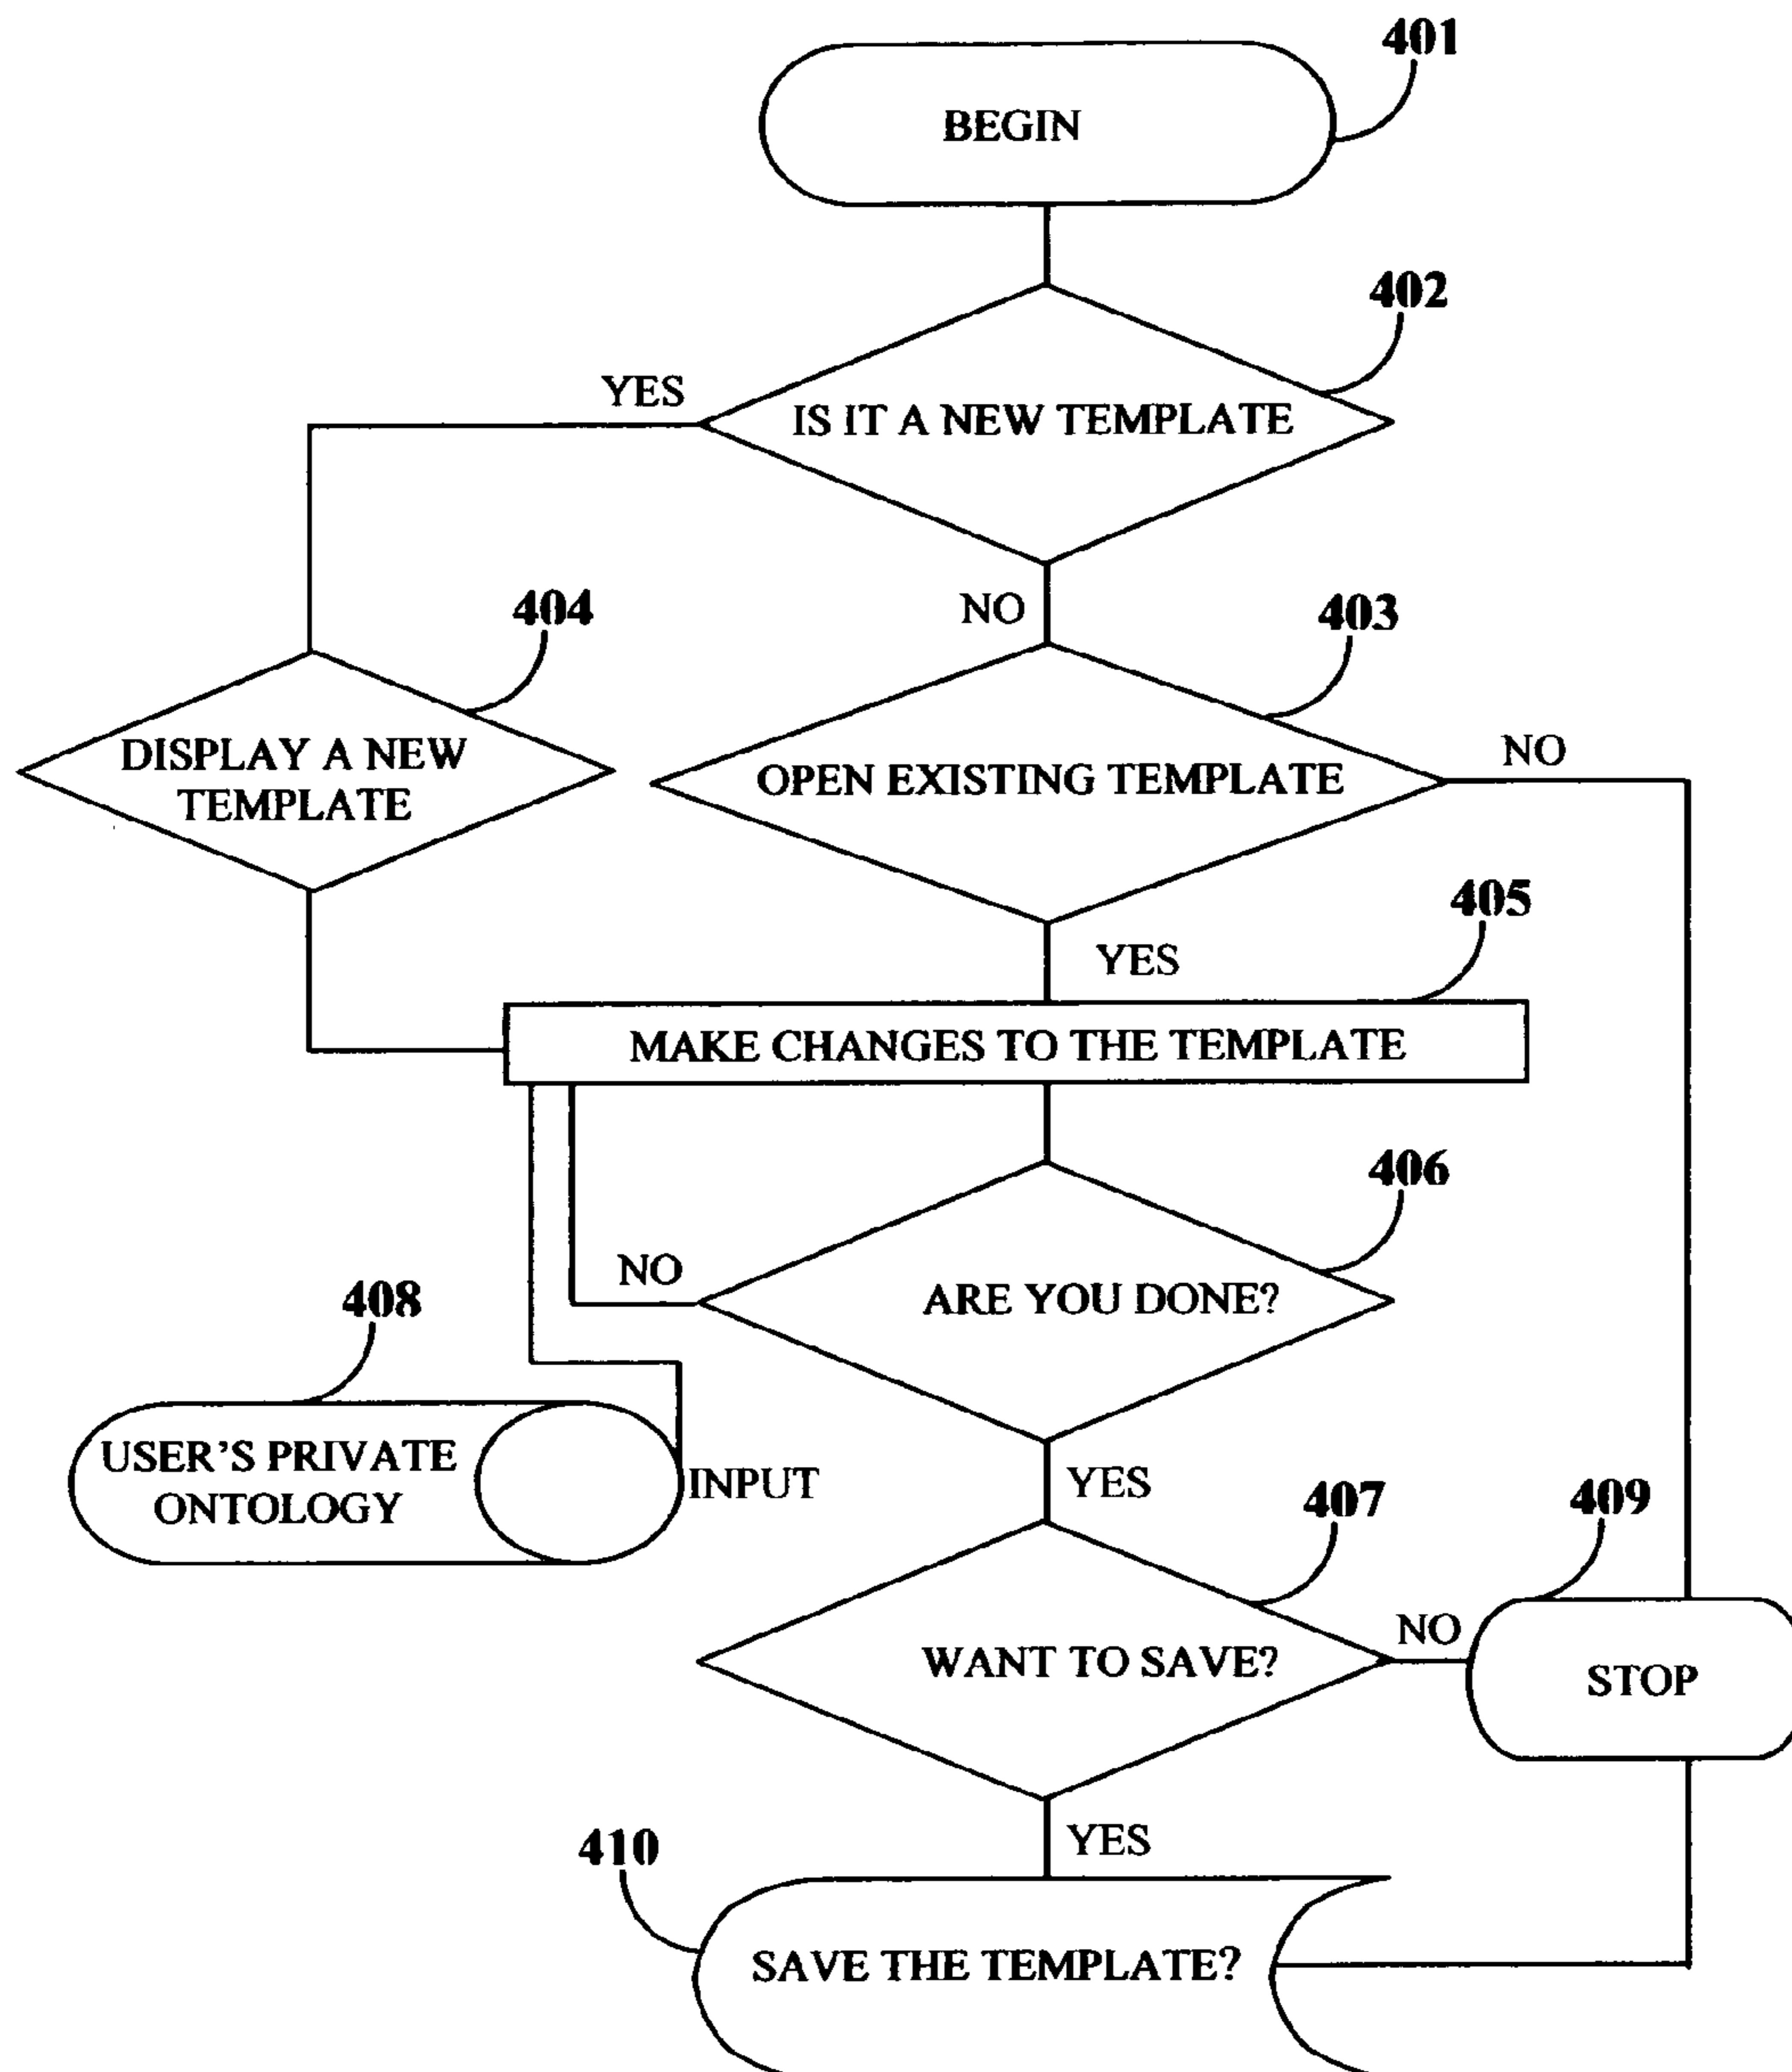 401
BEGIN
402
YES
IS IT A NEW TEMPLATE
404
NO
403
DISPLAY A NEW
TEMPLATE
OPEN EXISTING TEMPLATE
NO
405
YES
MAKE CHANGES TO THE TEMPLATE
406
NO
ARE YOU DONE?
408
USER'S PRIVATE
ONTOLOGY
INPUT
YES
407
409
WANT TO SAVE?
NO
STOP
410
YES
SAVE THE TEMPLATE?